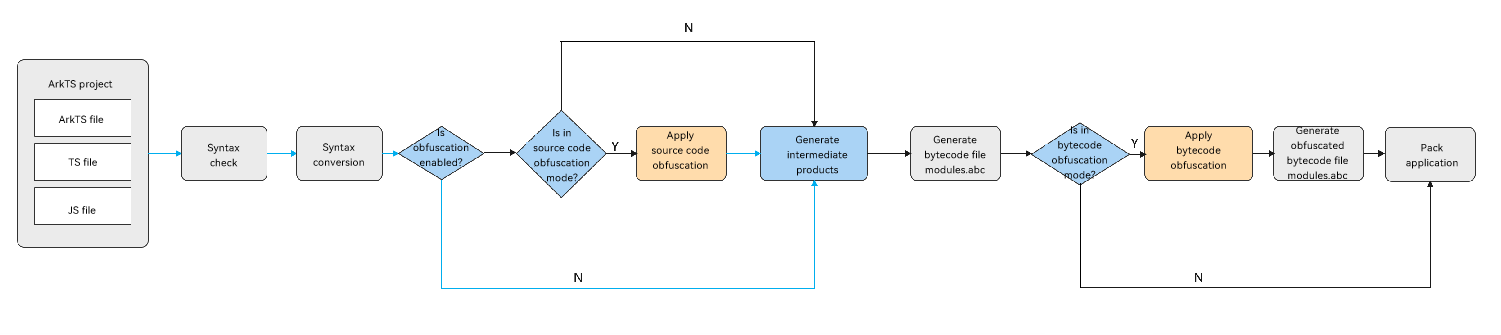 ArkTS project
ArkTS file
TS file
JS file
Syntax
check
Syntax
conversion
Is
obfuscation
enabled?
N
Is in
source code
obfuscation
mode?
N
Y
Apply
source code
obfuscation
Generate
intermediate
products
Generate
bytecode file
modules.abc
Is in
bytecode
obfuscation
mode?
Y
N
Apply
bytecode
obfuscation
Generate
obfuscated
bytecode file
modules.abc
Pack
application